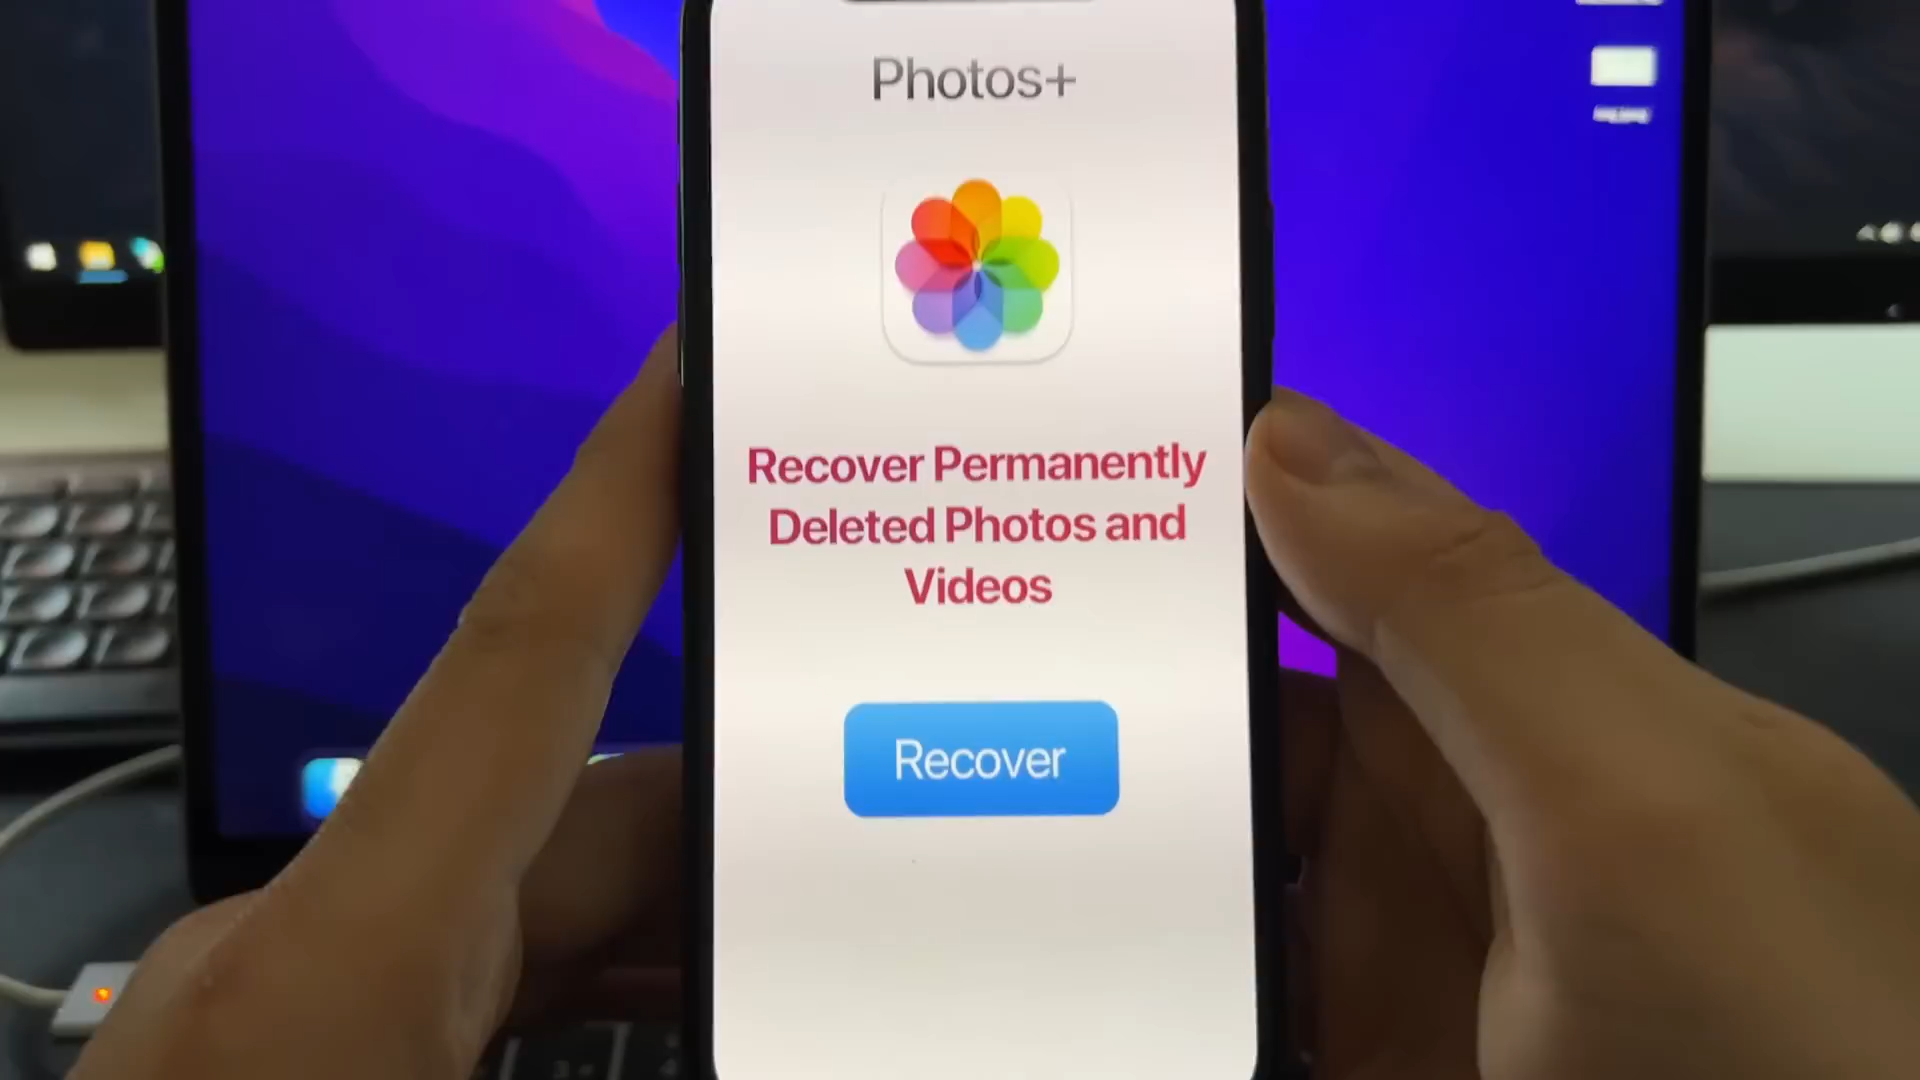 Photos+
Recover Permanently
Deleted Photos and
Videos
Recover